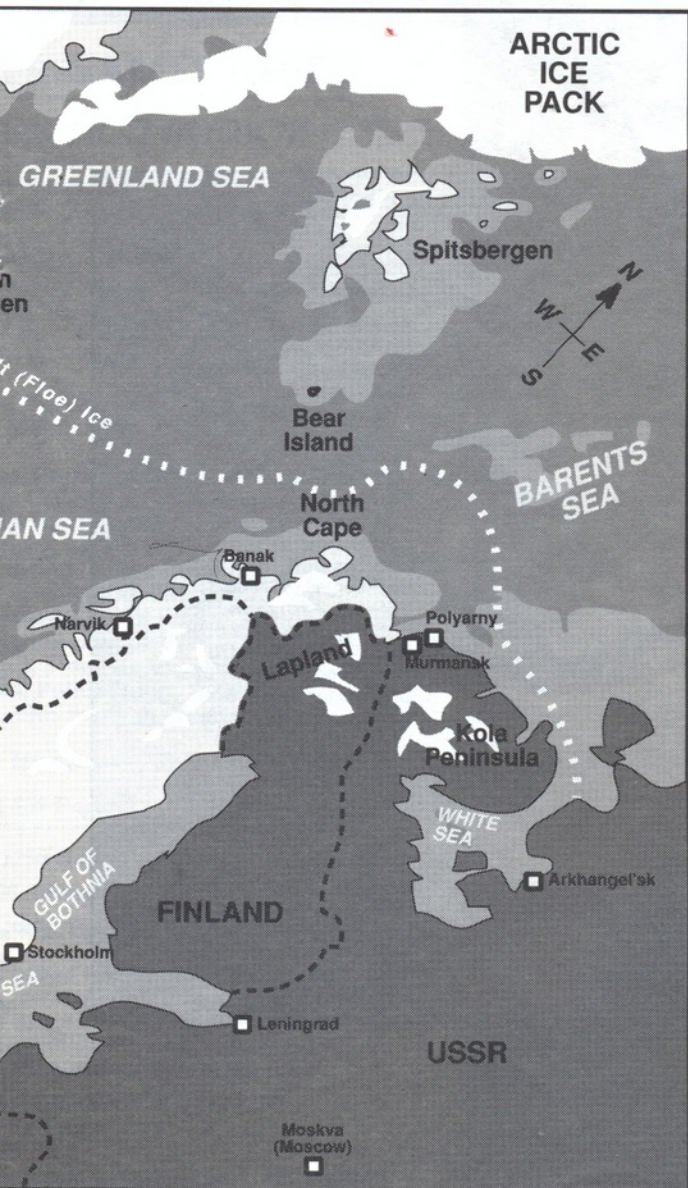 ARCTIC
ICE
PACK
GREENLAND SEA
Spitsbergen
N
W
E
S
en
(Floe) Ice
Bear
Island
BARENTS
SEA
North
Cape
AN SEA
Banak
Narvik
Polyarny
Murmansk
Lapland
Kola
Peninsula
WHITE
SEA
GULF OF
BOTHNIA
Arkhangel'sk
FINLAND
Stockholm
SEA
Leningrad
USSR
Moskva
(Moscow)